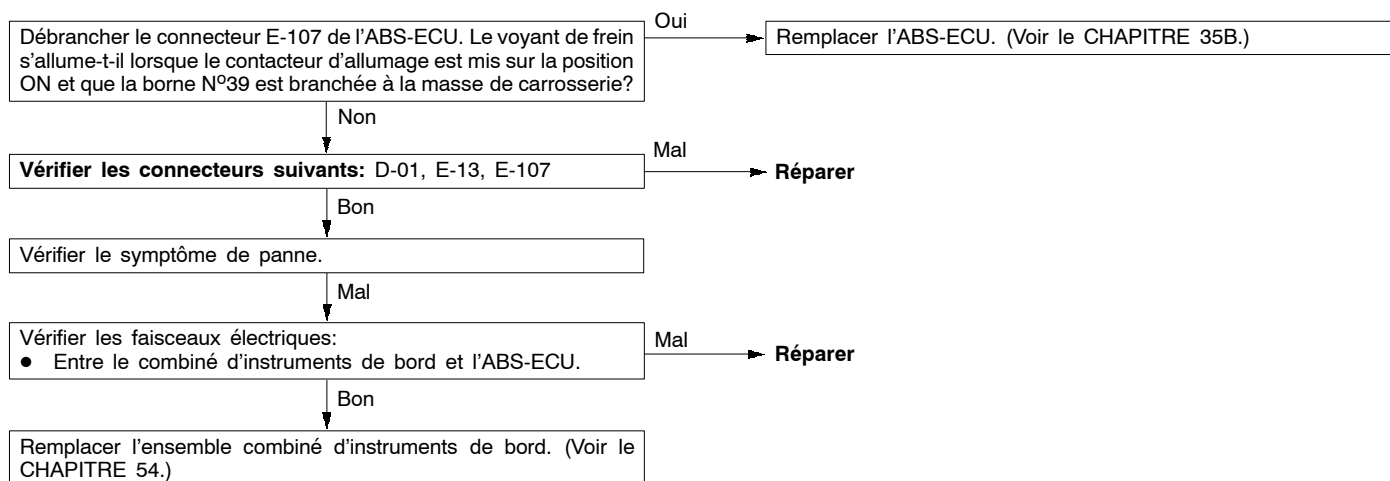 Débrancher le connecteur E-107 de l'ABS-ECU. Le voyant de frein
s'allume-t-il lorsque le contacteur d'allumage est mis sur la position
ON et que la borne Nº39 est branchée à la masse de carrosserie?
Oui
Remplacer l'ABS-ECU. (Voir le CHAPITRE 35B.)
Non
Vérifier les connecteurs suivants: D-01, E-13, E-107
Mal
Réparer
Bon
Vérifier le symptôme de panne.
Mal
Vérifier les faisceaux électriques:
● Entre le combiné d'instruments de bord et l'ABS-ECU.
Mal
Réparer
Bon
Remplacer l'ensemble combiné d'instruments de bord. (Voir le
CHAPITRE 54.)